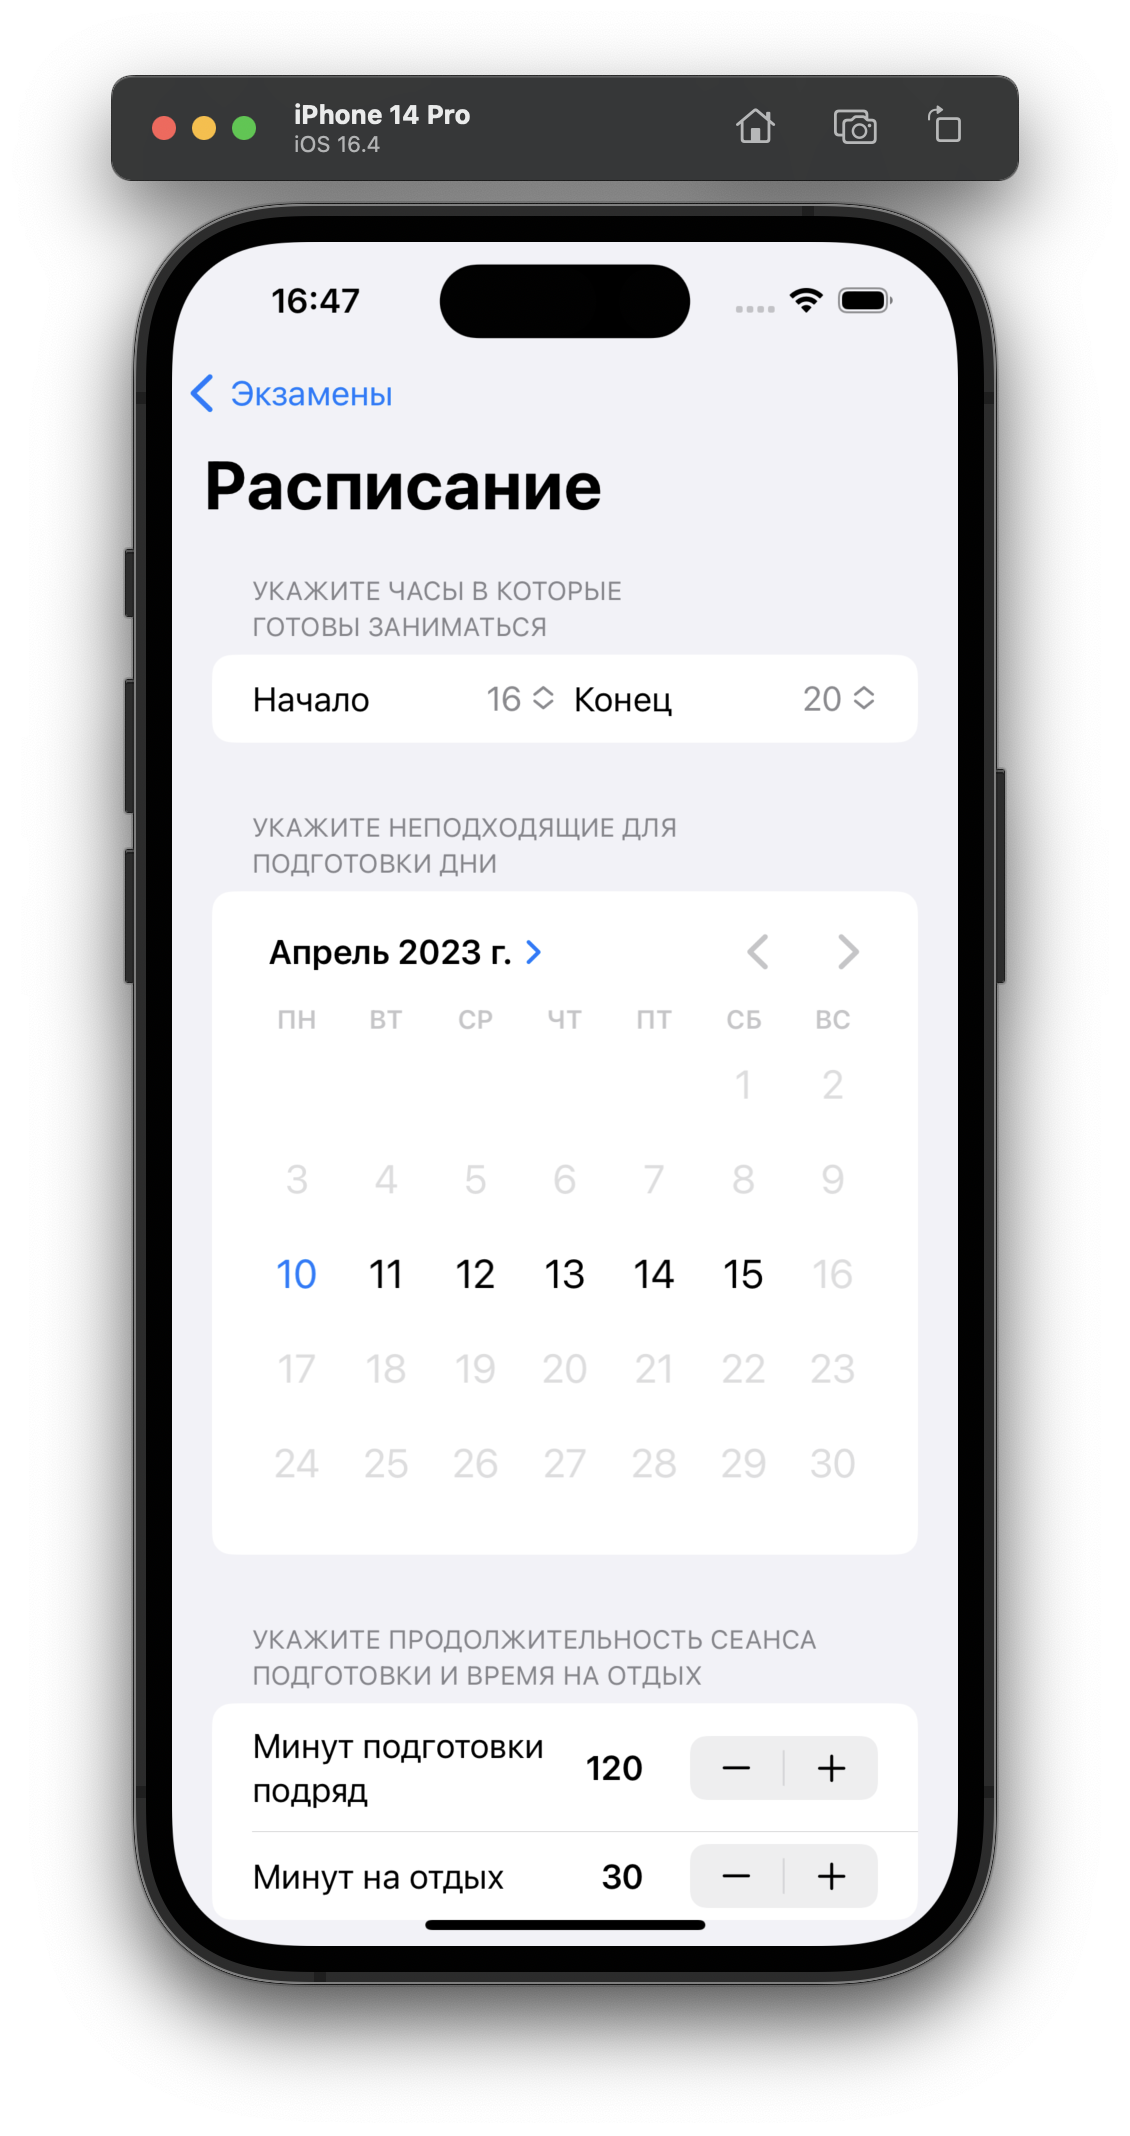 iPhone 14 Pro
iOS 16.4
16:47
Экзамены
Расписание
УКАЖИТЕ ЧАСЫ В КОТОРЫЕ
ГОТОВЫ ЗАНИМАТЬСЯ
Начало 16 Конец 20
УКАЖИТЕ НЕПОДХОДЯЩИЕ ДЛЯ
ПОДГОТОВКИ ДНИ
Апрель 2023 г.
ПН ВТ СР ЧТ ПТ СБ ВС
1 2
3 4 5 6 7 8 9
10 11 12 13 14 15 16
17 18 19 20 21 22 23
24 25 26 27 28 29 30
УКАЖИТЕ ПРОДОЛЖИТЕЛЬНОСТЬ СЕАНСА
ПОДГОТОВКИ И ВРЕМЯ НА ОТДЫХ
Минут подготовки
подряд 120 − +
Минут на отдых 30 − +